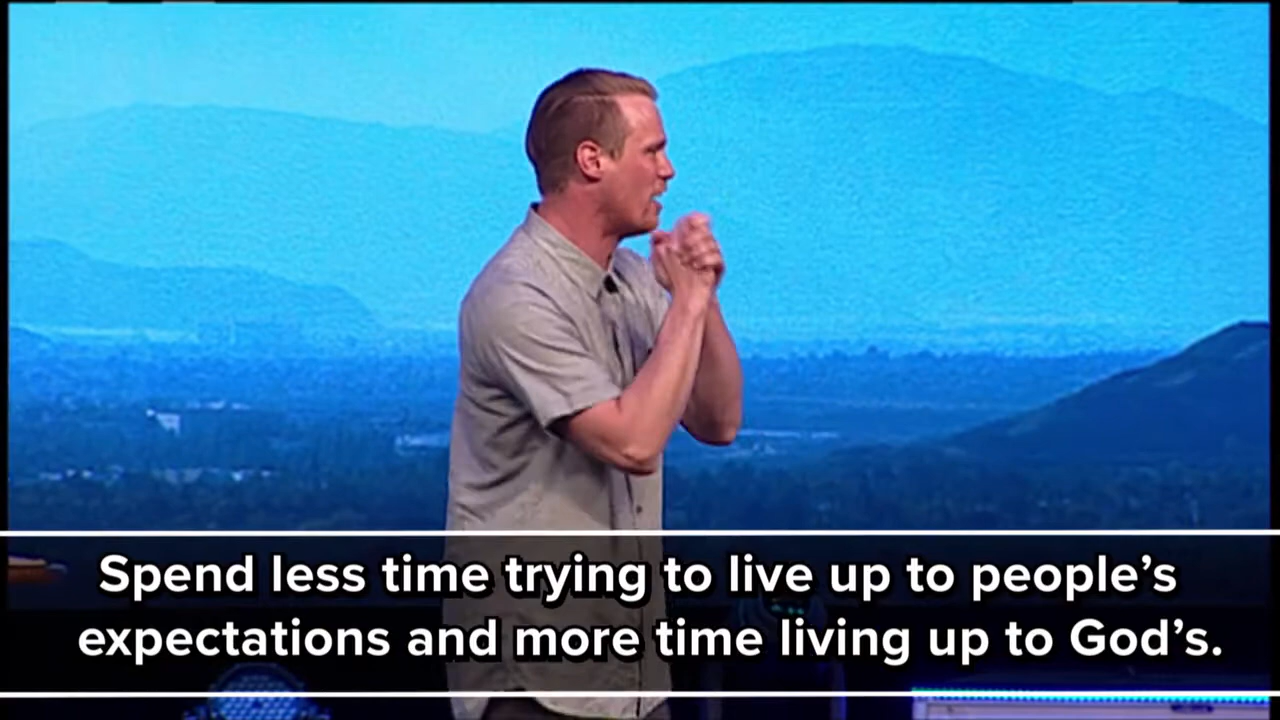 Spend less time trying to live up to people’s
expectations and more time living up to God’s.